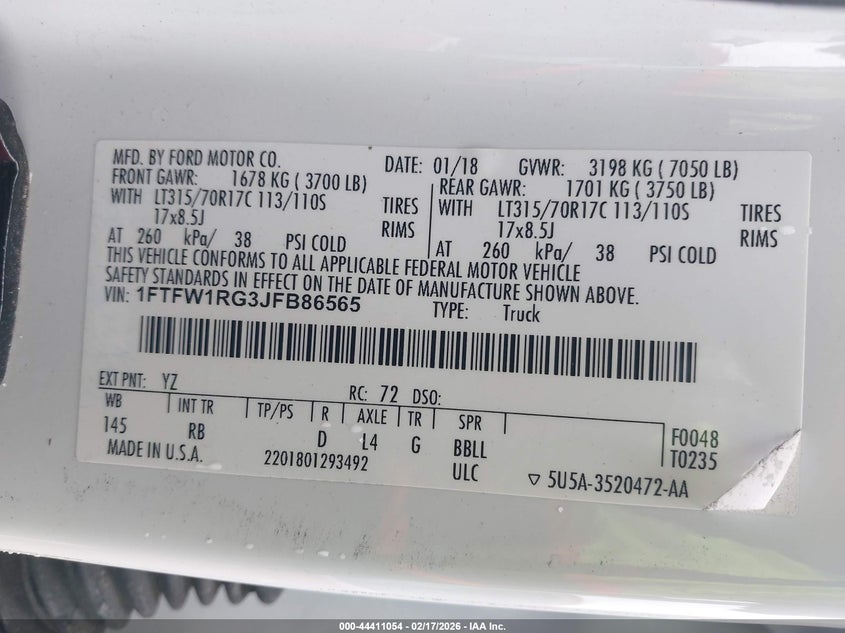 MFD. BY FORD MOTOR CO. DATE: 01/18 GVWR: 3198 KG ( 7050 LB)
FRONT GAWR: 1678 KG ( 3700 LB) REAR GAWR: 1701 KG ( 3750 LB)
WITH LT315/70R17C 113/110S TIRES WITH LT315/70R17C 113/110S TIRES
17x8.5J RIMS 17x8.5J RIMS
AT 260 kPa/ 38 PSI COLD AT 260 kPa/ 38 PSI COLD
THIS VEHICLE CONFORMS TO ALL APPLICABLE FEDERAL MOTOR VEHICLE
SAFETY STANDARDS IN EFFECT ON THE DATE OF MANUFACTURE SHOWN ABOVE.
VIN: 1FTFW1RG3JFB86565 TYPE: Truck
EXT PNT: YZ RC: 72 DSO:
WB INT TR TP/PS R AXLE TR SPR F0048
145 RB D L4 G BBLL T0235
MADE IN U.S.A. 2201801293492 ULC ▽ 5U5A-3520472-AA
000-44411054 - 02/17/2026 - IAA Inc.